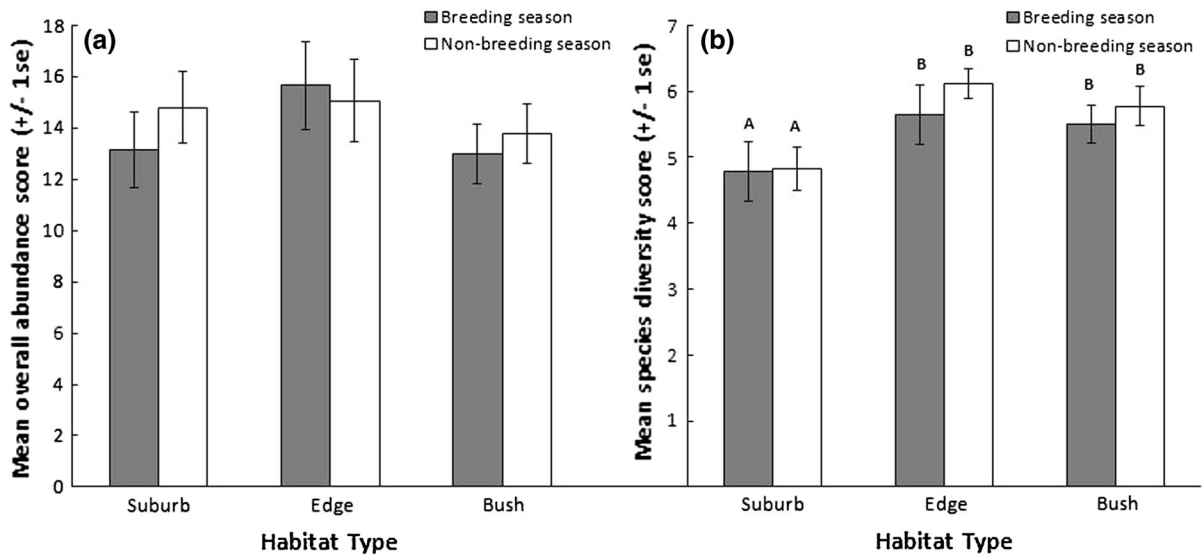 (a)
Breeding season
Non-breeding season
Mean overall abundance score (+/- 1 se)
18
16
14
12
10
8
6
4
2
0
Suburb Edge Bush
Habitat Type
(b)
Breeding season
Non-breeding season
Mean species diversity score (+/- 1 se)
7
6
5
4
3
2
1
A A B B B B
Suburb Edge Bush
Habitat Type